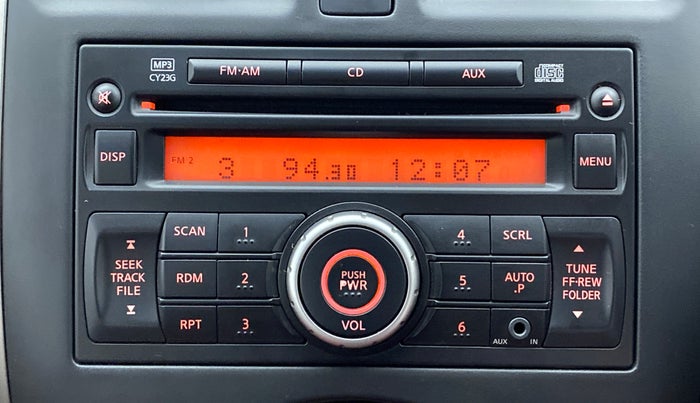 MP3
CY23G
FM·AM
CD
AUX
COMPACT
disc
DIGITAL AUDIO
DISP
FM 2 3 94.30 12:07
MENU
SEEK
TRACK
FILE
SCAN
1
RDM
2
RPT
3
PUSH
PWR
VOL
4
SCRL
5
AUTO
.P
6
AUX IN
TUNE
FF·REW
FOLDER